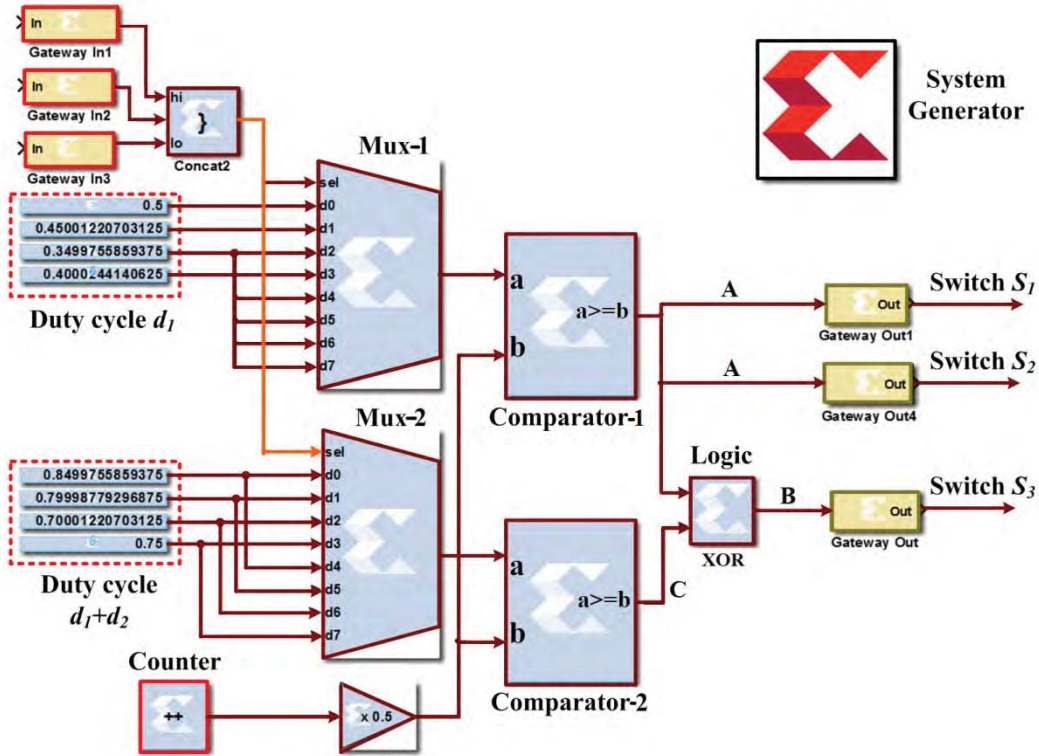 In
Gateway In1
In
Gateway In2
In
Gateway In3
hi
}
lo
Concat2
System
Generator
Mux-1
sel
d0
d1
d2
d3
d4
d5
d6
d7
0.5
0.45001220703125
0.3499755859375
0.4000244140625
Duty cycle d1
a
b
a>=b
Comparator-1
A
Out
Gateway Out1
Switch S1
A
Out
Gateway Out4
Switch S2
Mux-2
sel
d0
d1
d2
d3
d4
d5
d6
d7
0.8499755859375
0.79998779296875
0.70001220703125
0.75
Duty cycle
d1+d2
Logic
XOR
B
Out
Gateway Out
Switch S3
a
b
a>=b
C
Comparator-2
Counter
++
x 0.5